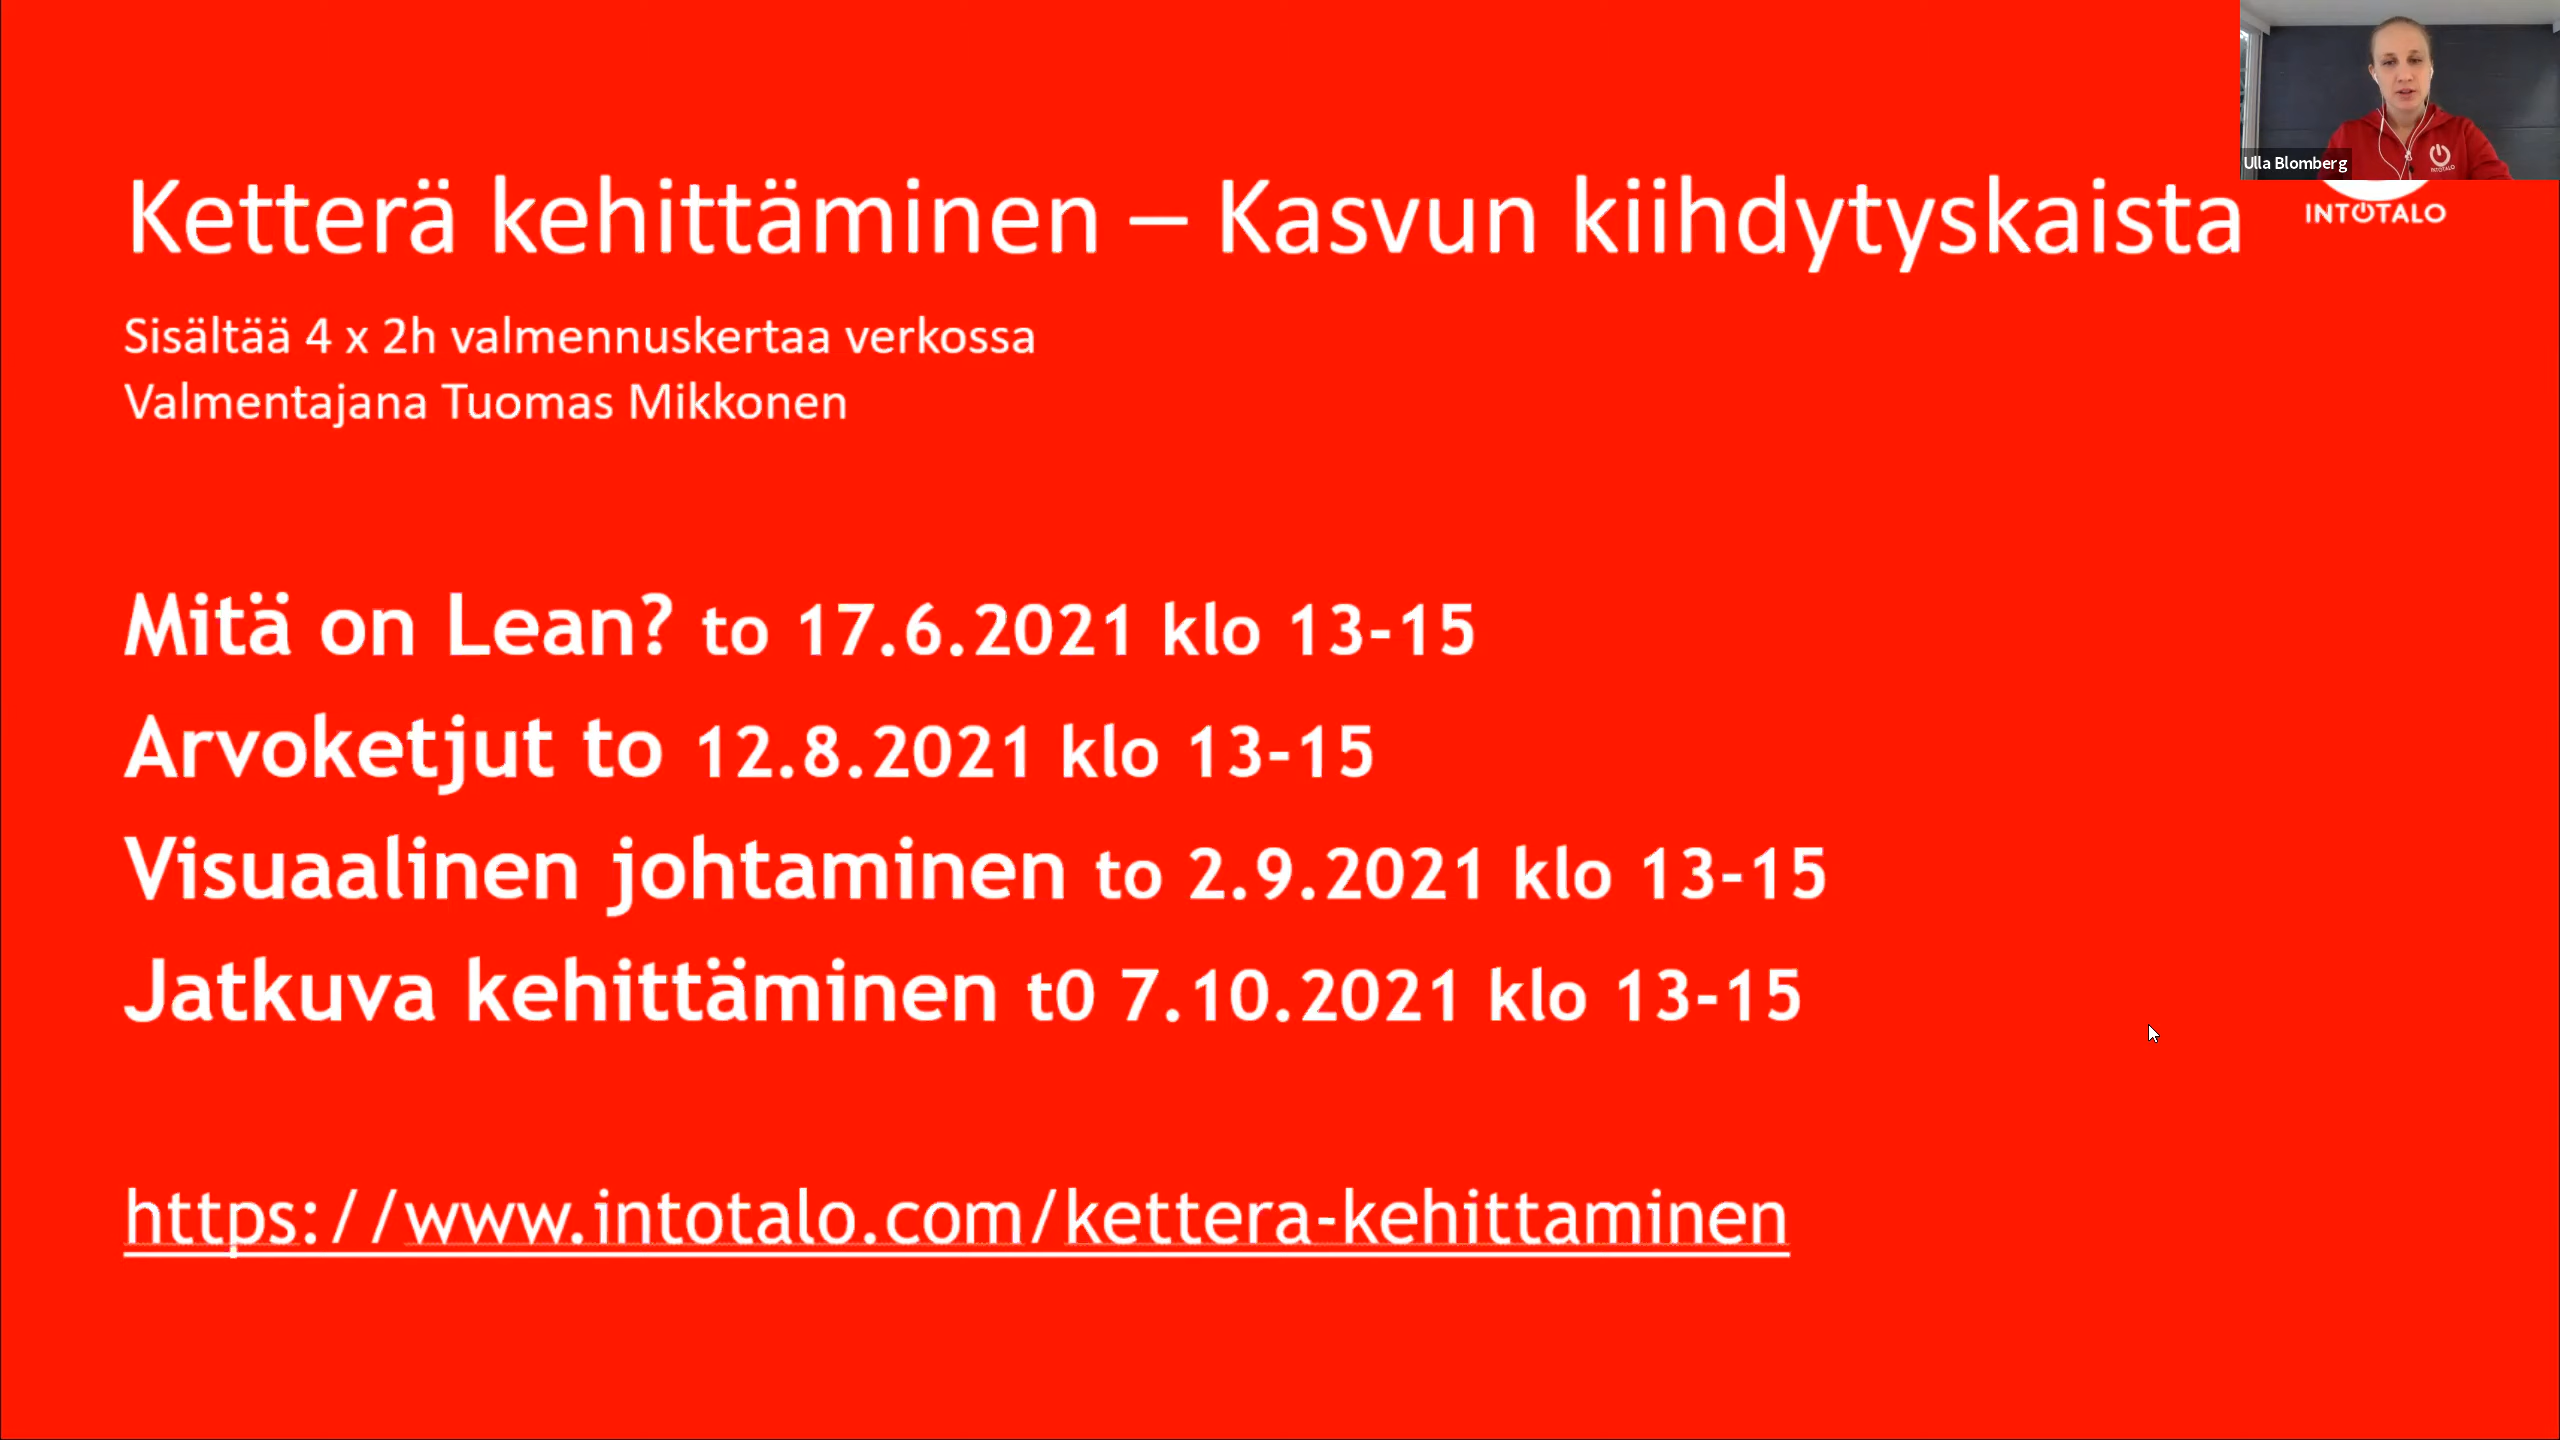 Ketterä kehittäminen – Kasvun kiihdytyskaista
Sisältää 4 x 2h valmennuskertaa verkossa
Valmentajana Tuomas Mikkonen
Mitä on Lean? to 17.6.2021 klo 13-15
Arvoketjut to 12.8.2021 klo 13-15
Visuaalinen johtaminen to 2.9.2021 klo 13-15
Jatkuva kehittäminen t0 7.10.2021 klo 13-15
https://www.intotalo.com/kettera-kehittaminen
Ulla Blomberg
INTOTALO
INTOTALO